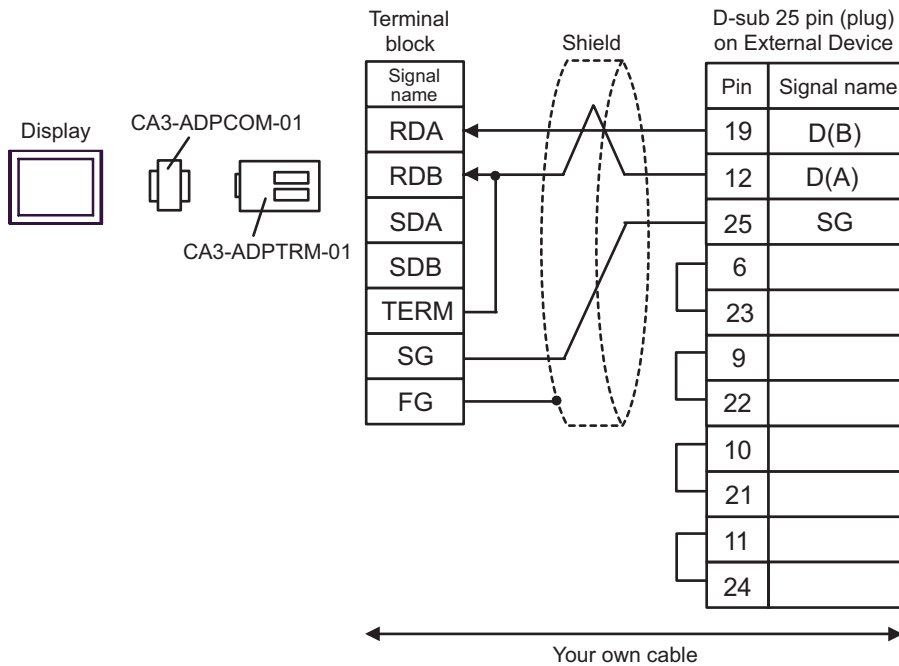 Display
CA3-ADPCOM-01
CA3-ADPTRM-01
Terminal
block
Signal
name
RDA
RDB
SDA
SDB
TERM
SG
FG
Shield
D-sub 25 pin (plug)
on External Device
Pin Signal name
19 D(B)
12 D(A)
25 SG
6
23
9
22
10
21
11
24
Your own cable